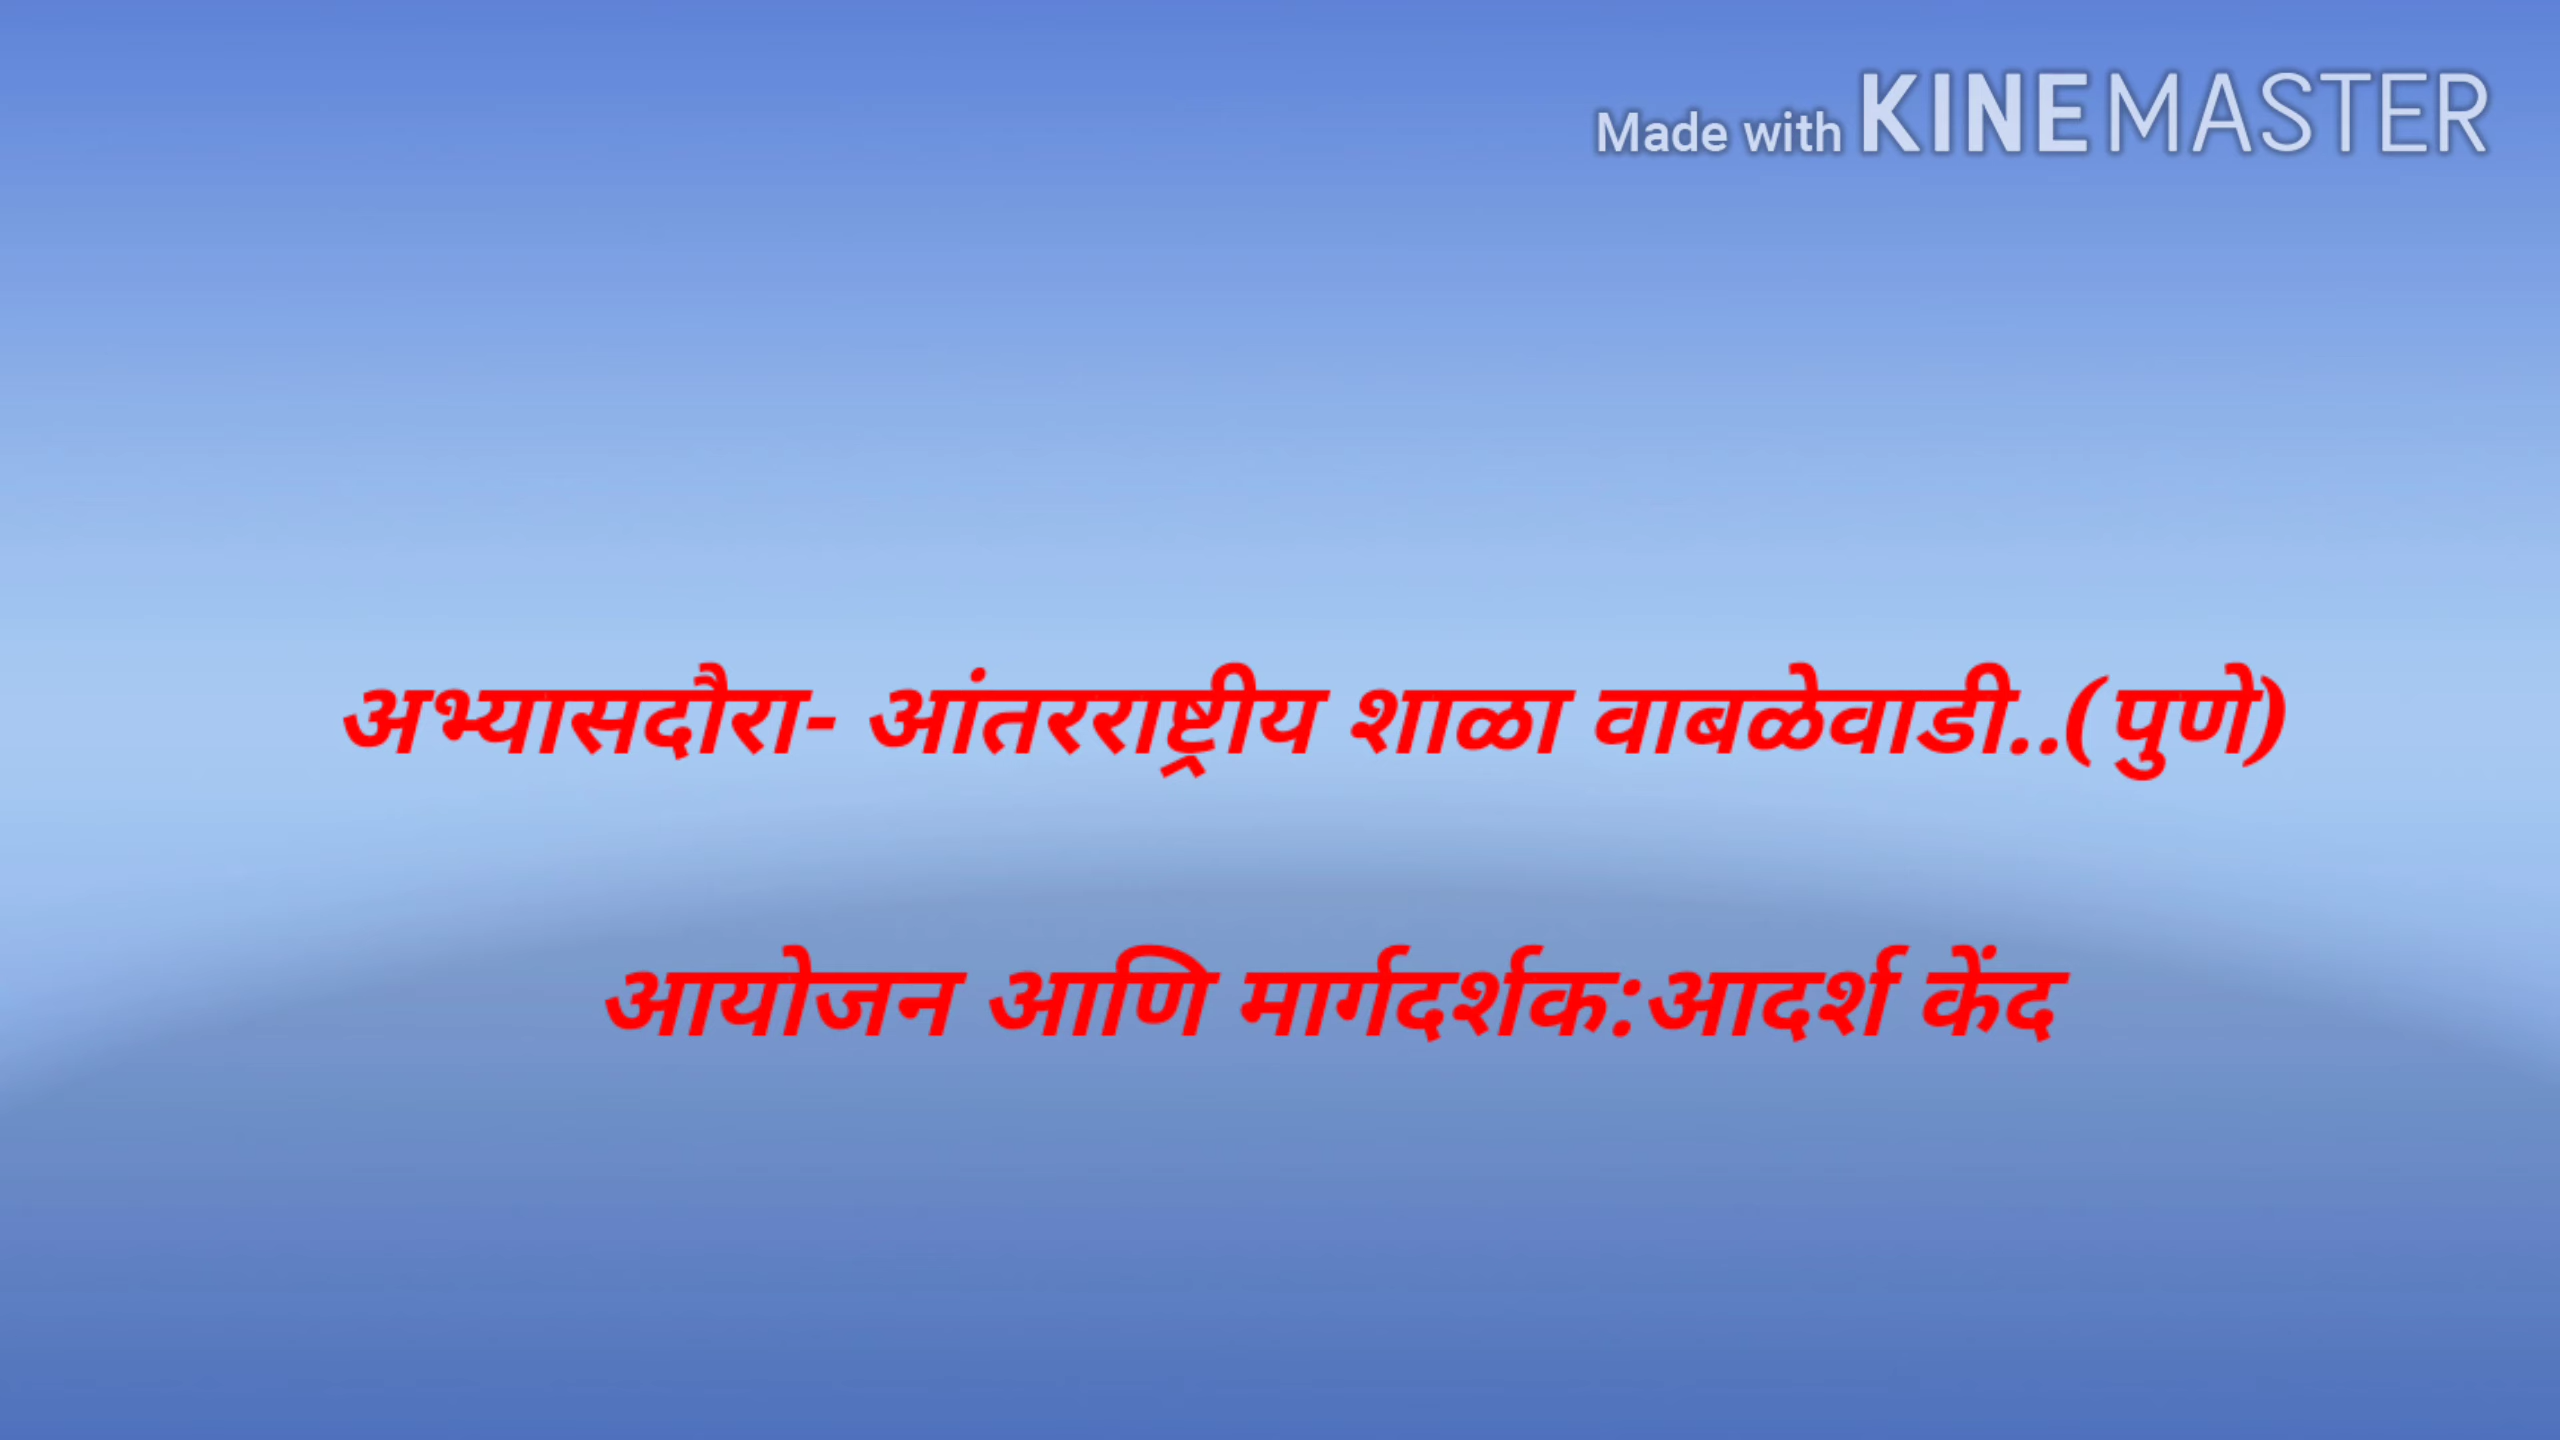 Made with KINEMASTER
अभ्यासदौरा- आंतरराष्ट्रीय शाळा वाबळेवाडी..(पुणे)
आयोजन आणि मार्गदर्शक:आदर्श केंद